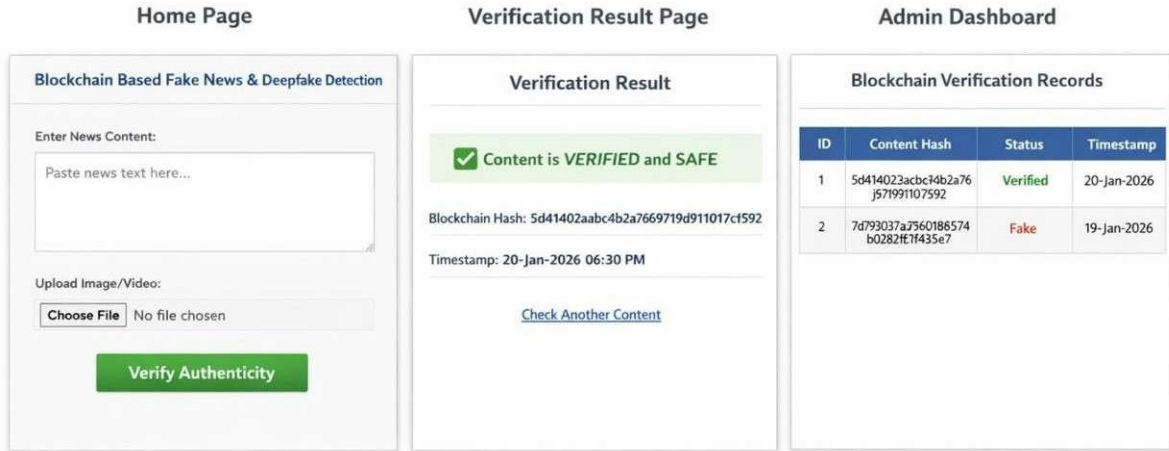 Home Page
Blockchain Based Fake News & Deepfake Detection
Enter News Content:
Paste news text here...
Upload Image/Video:
Choose File No file chosen
Verify Authenticity
Verification Result Page
Verification Result
Content is VERIFIED and SAFE
Blockchain Hash: 5d41402aabc4b2a7669719d911017cf592
Timestamp: 20-Jan-2026 06:30 PM
Check Another Content
Admin Dashboard
Blockchain Verification Records
ID Content Hash Status Timestamp
1 Verified 20-Jan-2026
2 Fake 19-Jan-2026